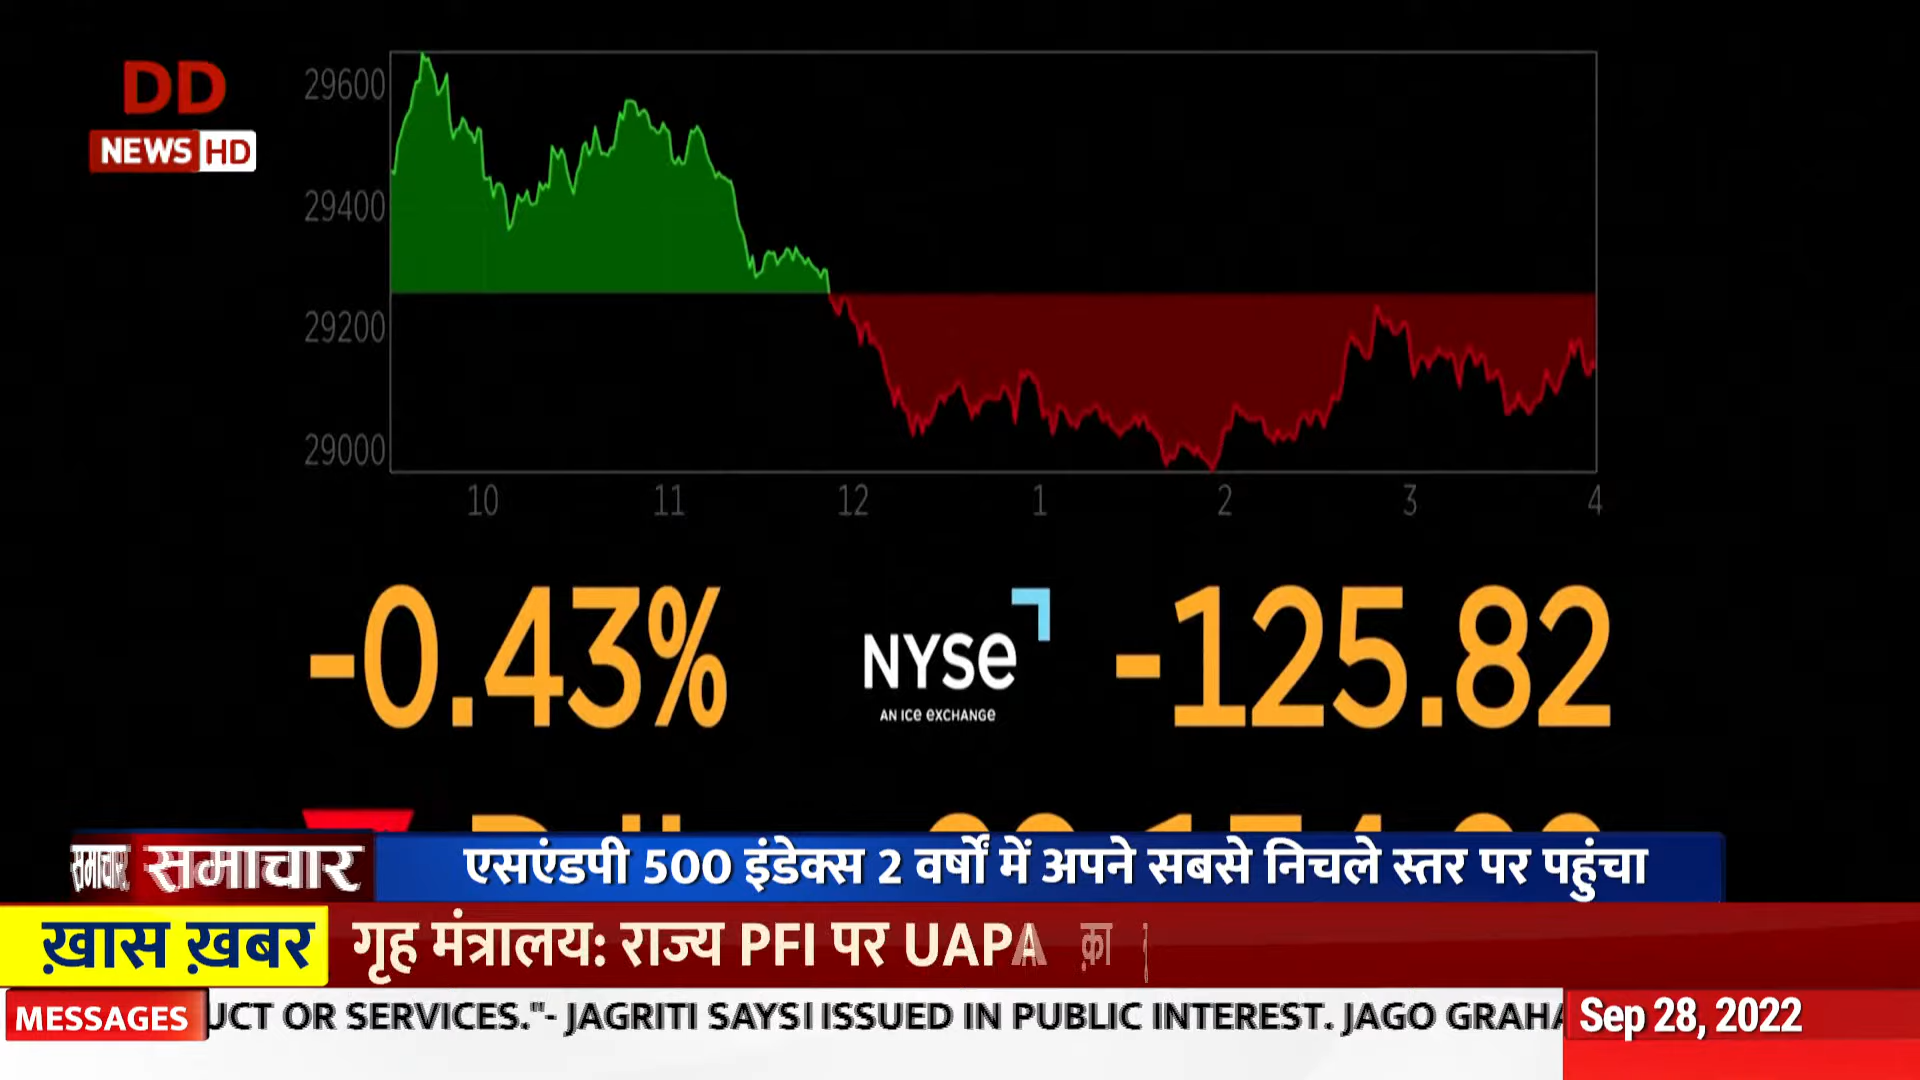 DD
NEWS HD
29600
29400
29200
29000
10 11 12 1 2 3 4
-0.43%
NYSE
AN ICE EXCHANGE
-125.82
समाचार समाचार
एसएंडपी 500 इंडेक्स 2 वर्षों में अपने सबसे निचले स्तर पर पहुंचा
ख़ास ख़बर
गृह मंत्रालय: राज्य PFI पर UAPA का
MESSAGES
UCT OR SERVICES."- JAGRITI SAYS। ISSUED IN PUBLIC INTEREST. JAGO GRAHA
Sep 28, 2022